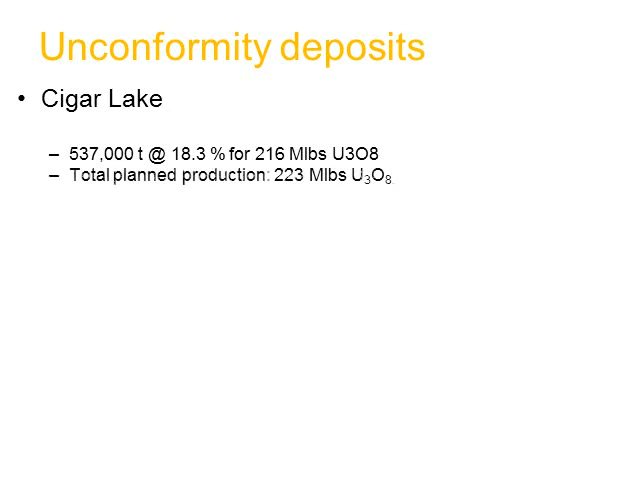 Unconformity deposits
• Cigar Lake
– 537,000 t @ 18.3 % for 216 Mlbs U3O8
– Total planned production: 223 Mlbs U₃O₈.